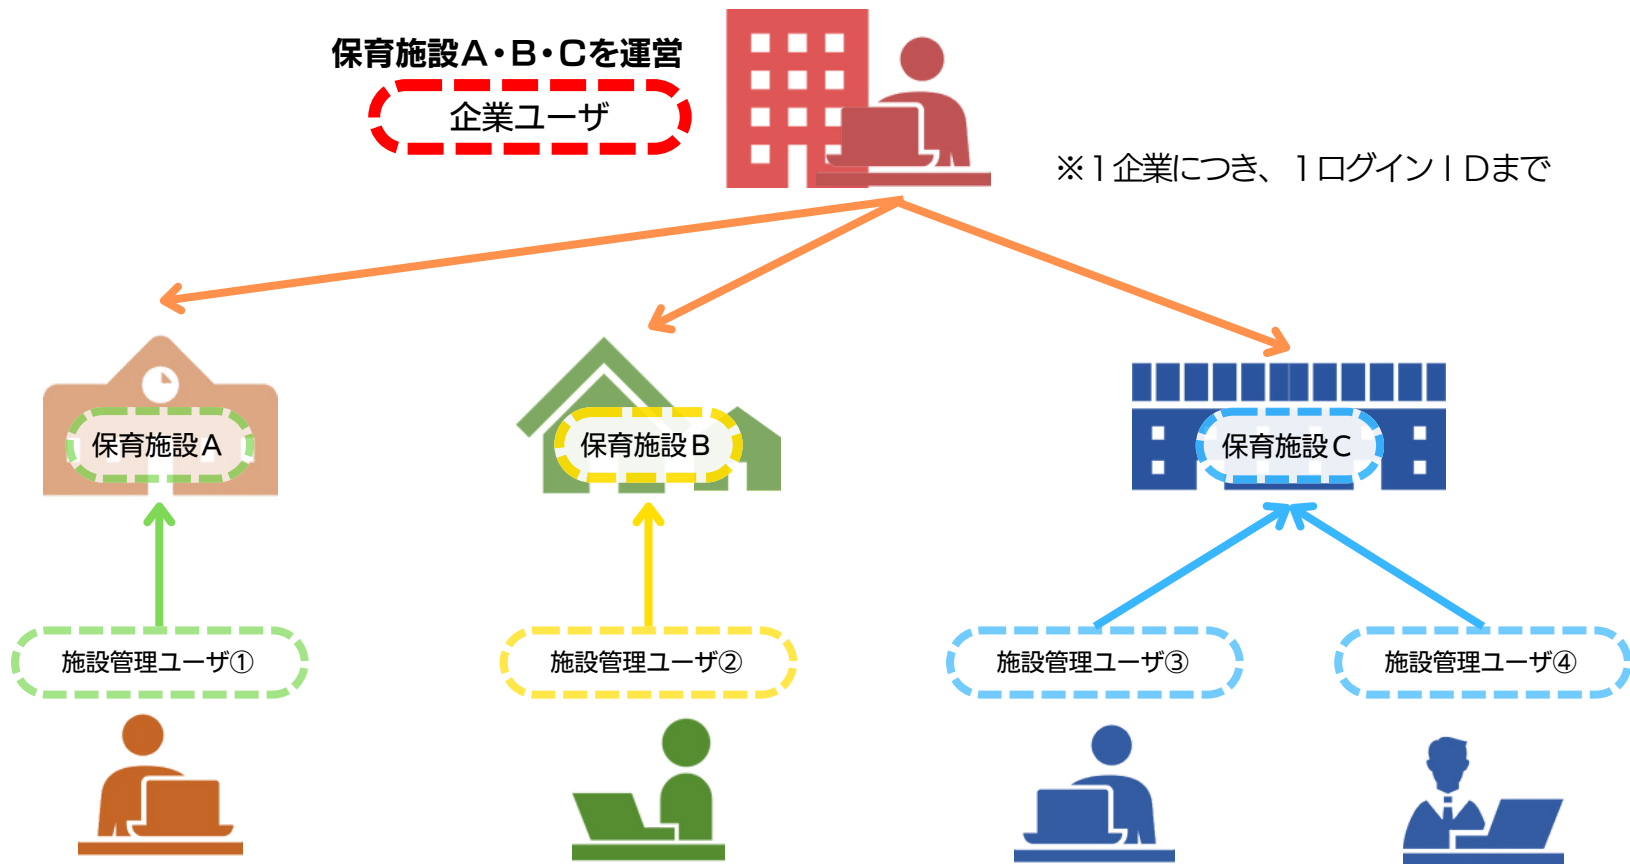 保育施設A・B・Cを運営
企業ユーザ
※１企業につき、１ログインＩＤまで
保育施設A
保育施設B
保育施設C
施設管理ユーザ①
施設管理ユーザ②
施設管理ユーザ③
施設管理ユーザ④